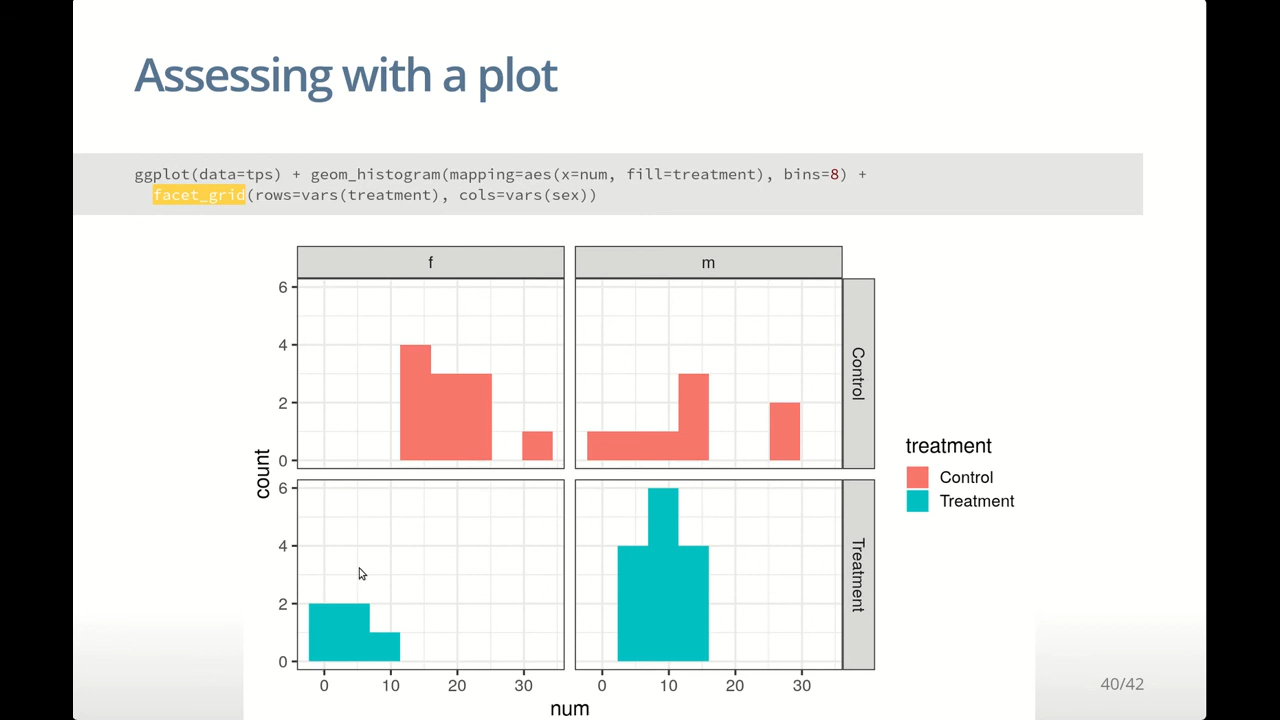 Assessing with a plot
ggplot(data=tps) + geom_histogram(mapping=aes(x=num, fill=treatment), bins=8) +
facet_grid(rows=vars(treatment), cols=vars(sex))
f
m
6
4
2
0
Control
6
4
2
0
Treatment
count
0
10
20
30
0
10
20
30
num
treatment
Control
Treatment
40/42